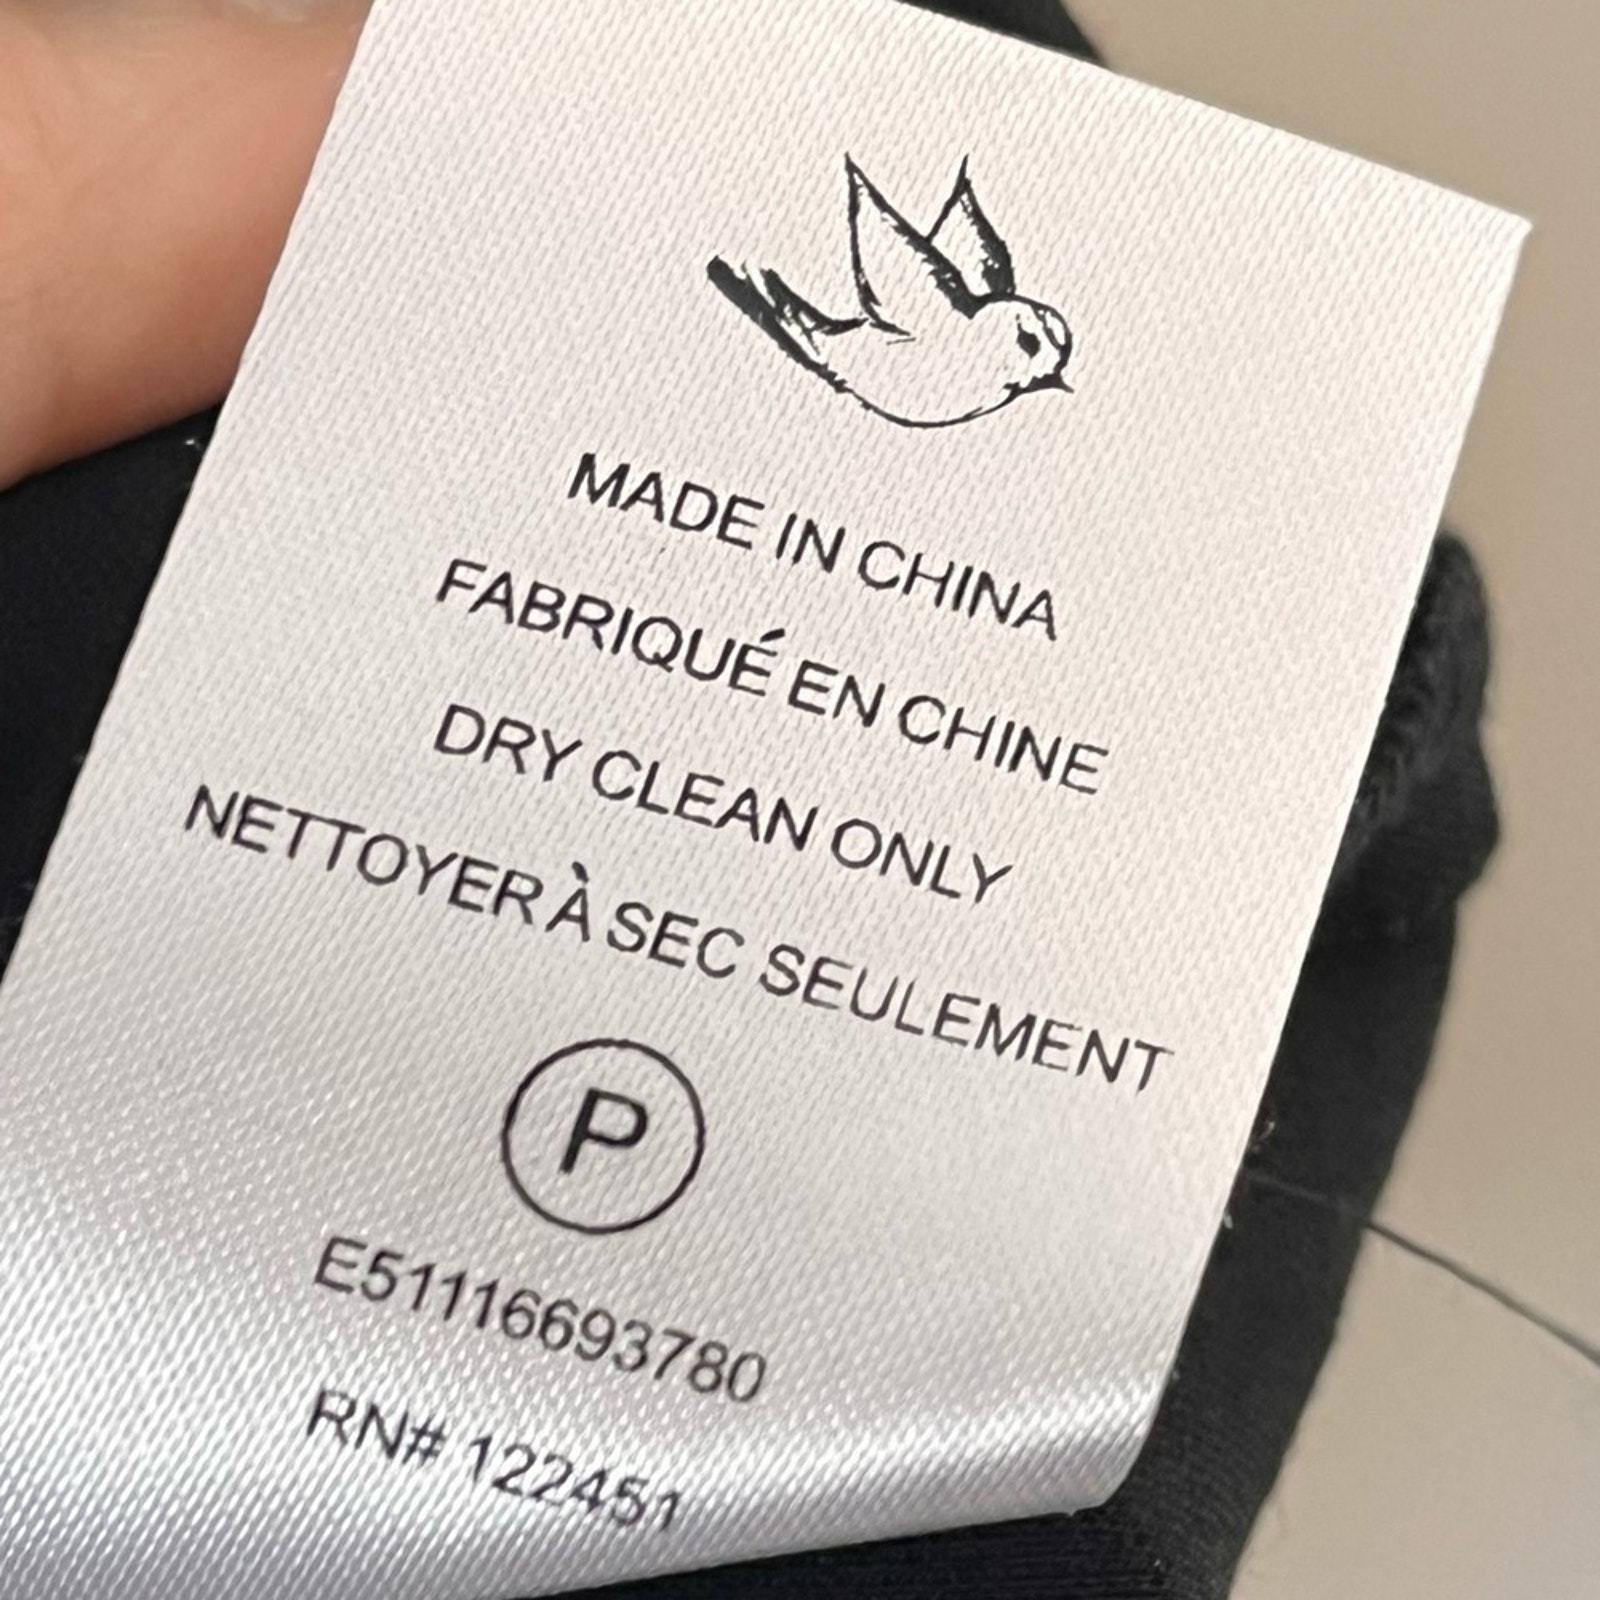 MADE IN CHINA
FABRIQUÉ EN CHINE
DRY CLEAN ONLY
NETTOYER À SEC SEULEMENT
P
E51116693780
RN# 122451